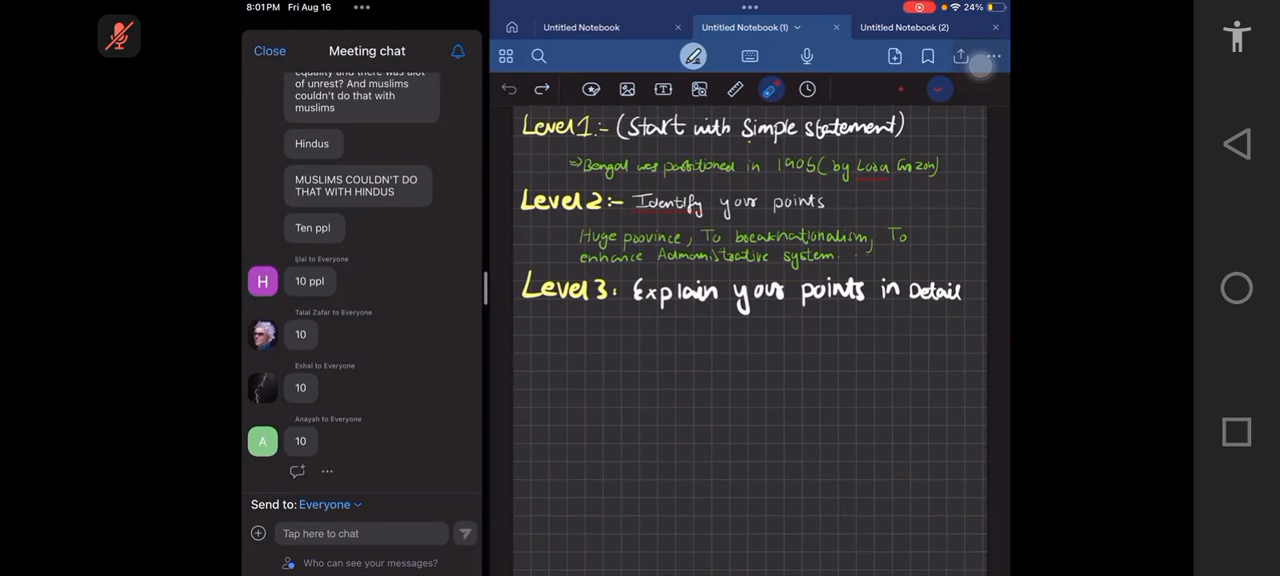 8:01PM Fri Aug 16
24%
Close
Meeting chat
equality and there was alot
of unrest? And muslims
couldn't do that with
muslims
Hindus
MUSLIMS COULDN'T DO
THAT WITH HINDUS
Ten ppl
Ijlal to Everyone
H
10 ppl
Talal Zafar to Everyone
10
Eshal to Everyone
10
Anayah to Everyone
A
10
Send to: Everyone
Tap here to chat
Who can see your messages?
Untitled Notebook
Untitled Notebook (1)
Untitled Notebook (2)
Level 1:- (Start with Simple statement)
⇒ Bengal was partitioned in 1905 (by
Level 2:- Identify your points
Huge province, To break nationalism, To
enhance Administrative system.
Level 3: Explain your points in Detail